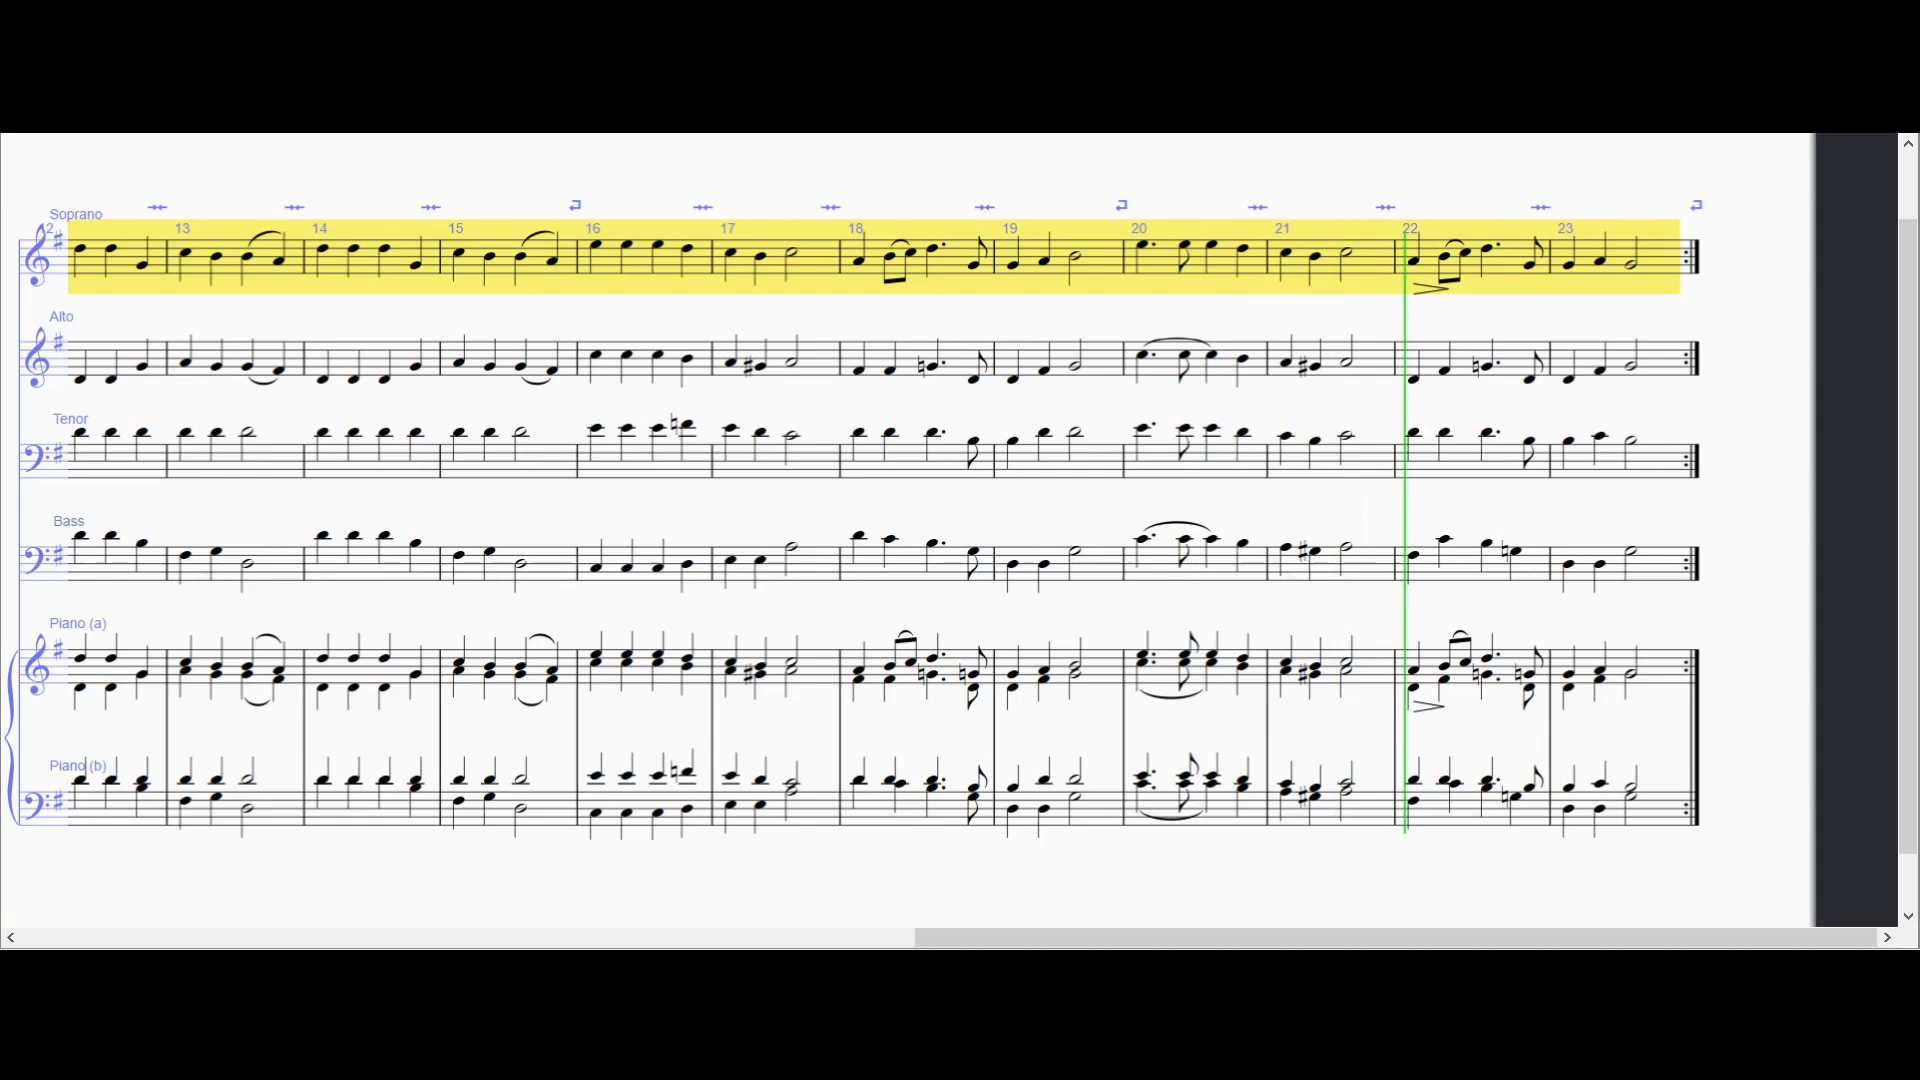 Soprano
12 13 14 15 16 17 18 19 20 21 22 23
Alto
Tenor
Bass
Piano (a)
Piano (b)